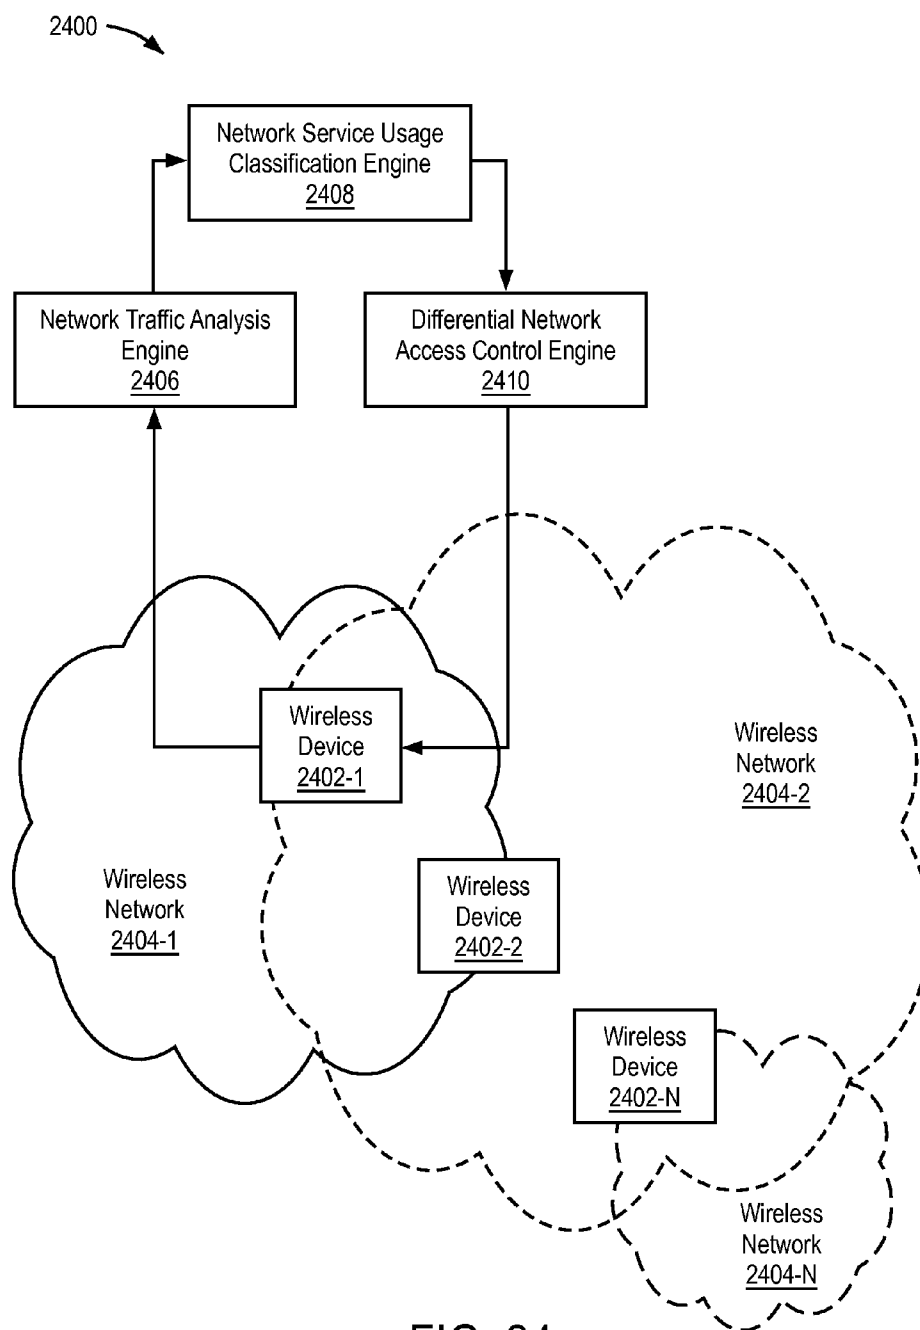 2400
Network Service Usage
Classification Engine
2408
Network Traffic Analysis
Engine
2406
Differential Network
Access Control Engine
2410
Wireless
Device
2402-1
Wireless
Network
2404-2
Wireless
Network
2404-1
Wireless
Device
2402-2
Wireless
Device
2402-N
Wireless
Network
2404-N